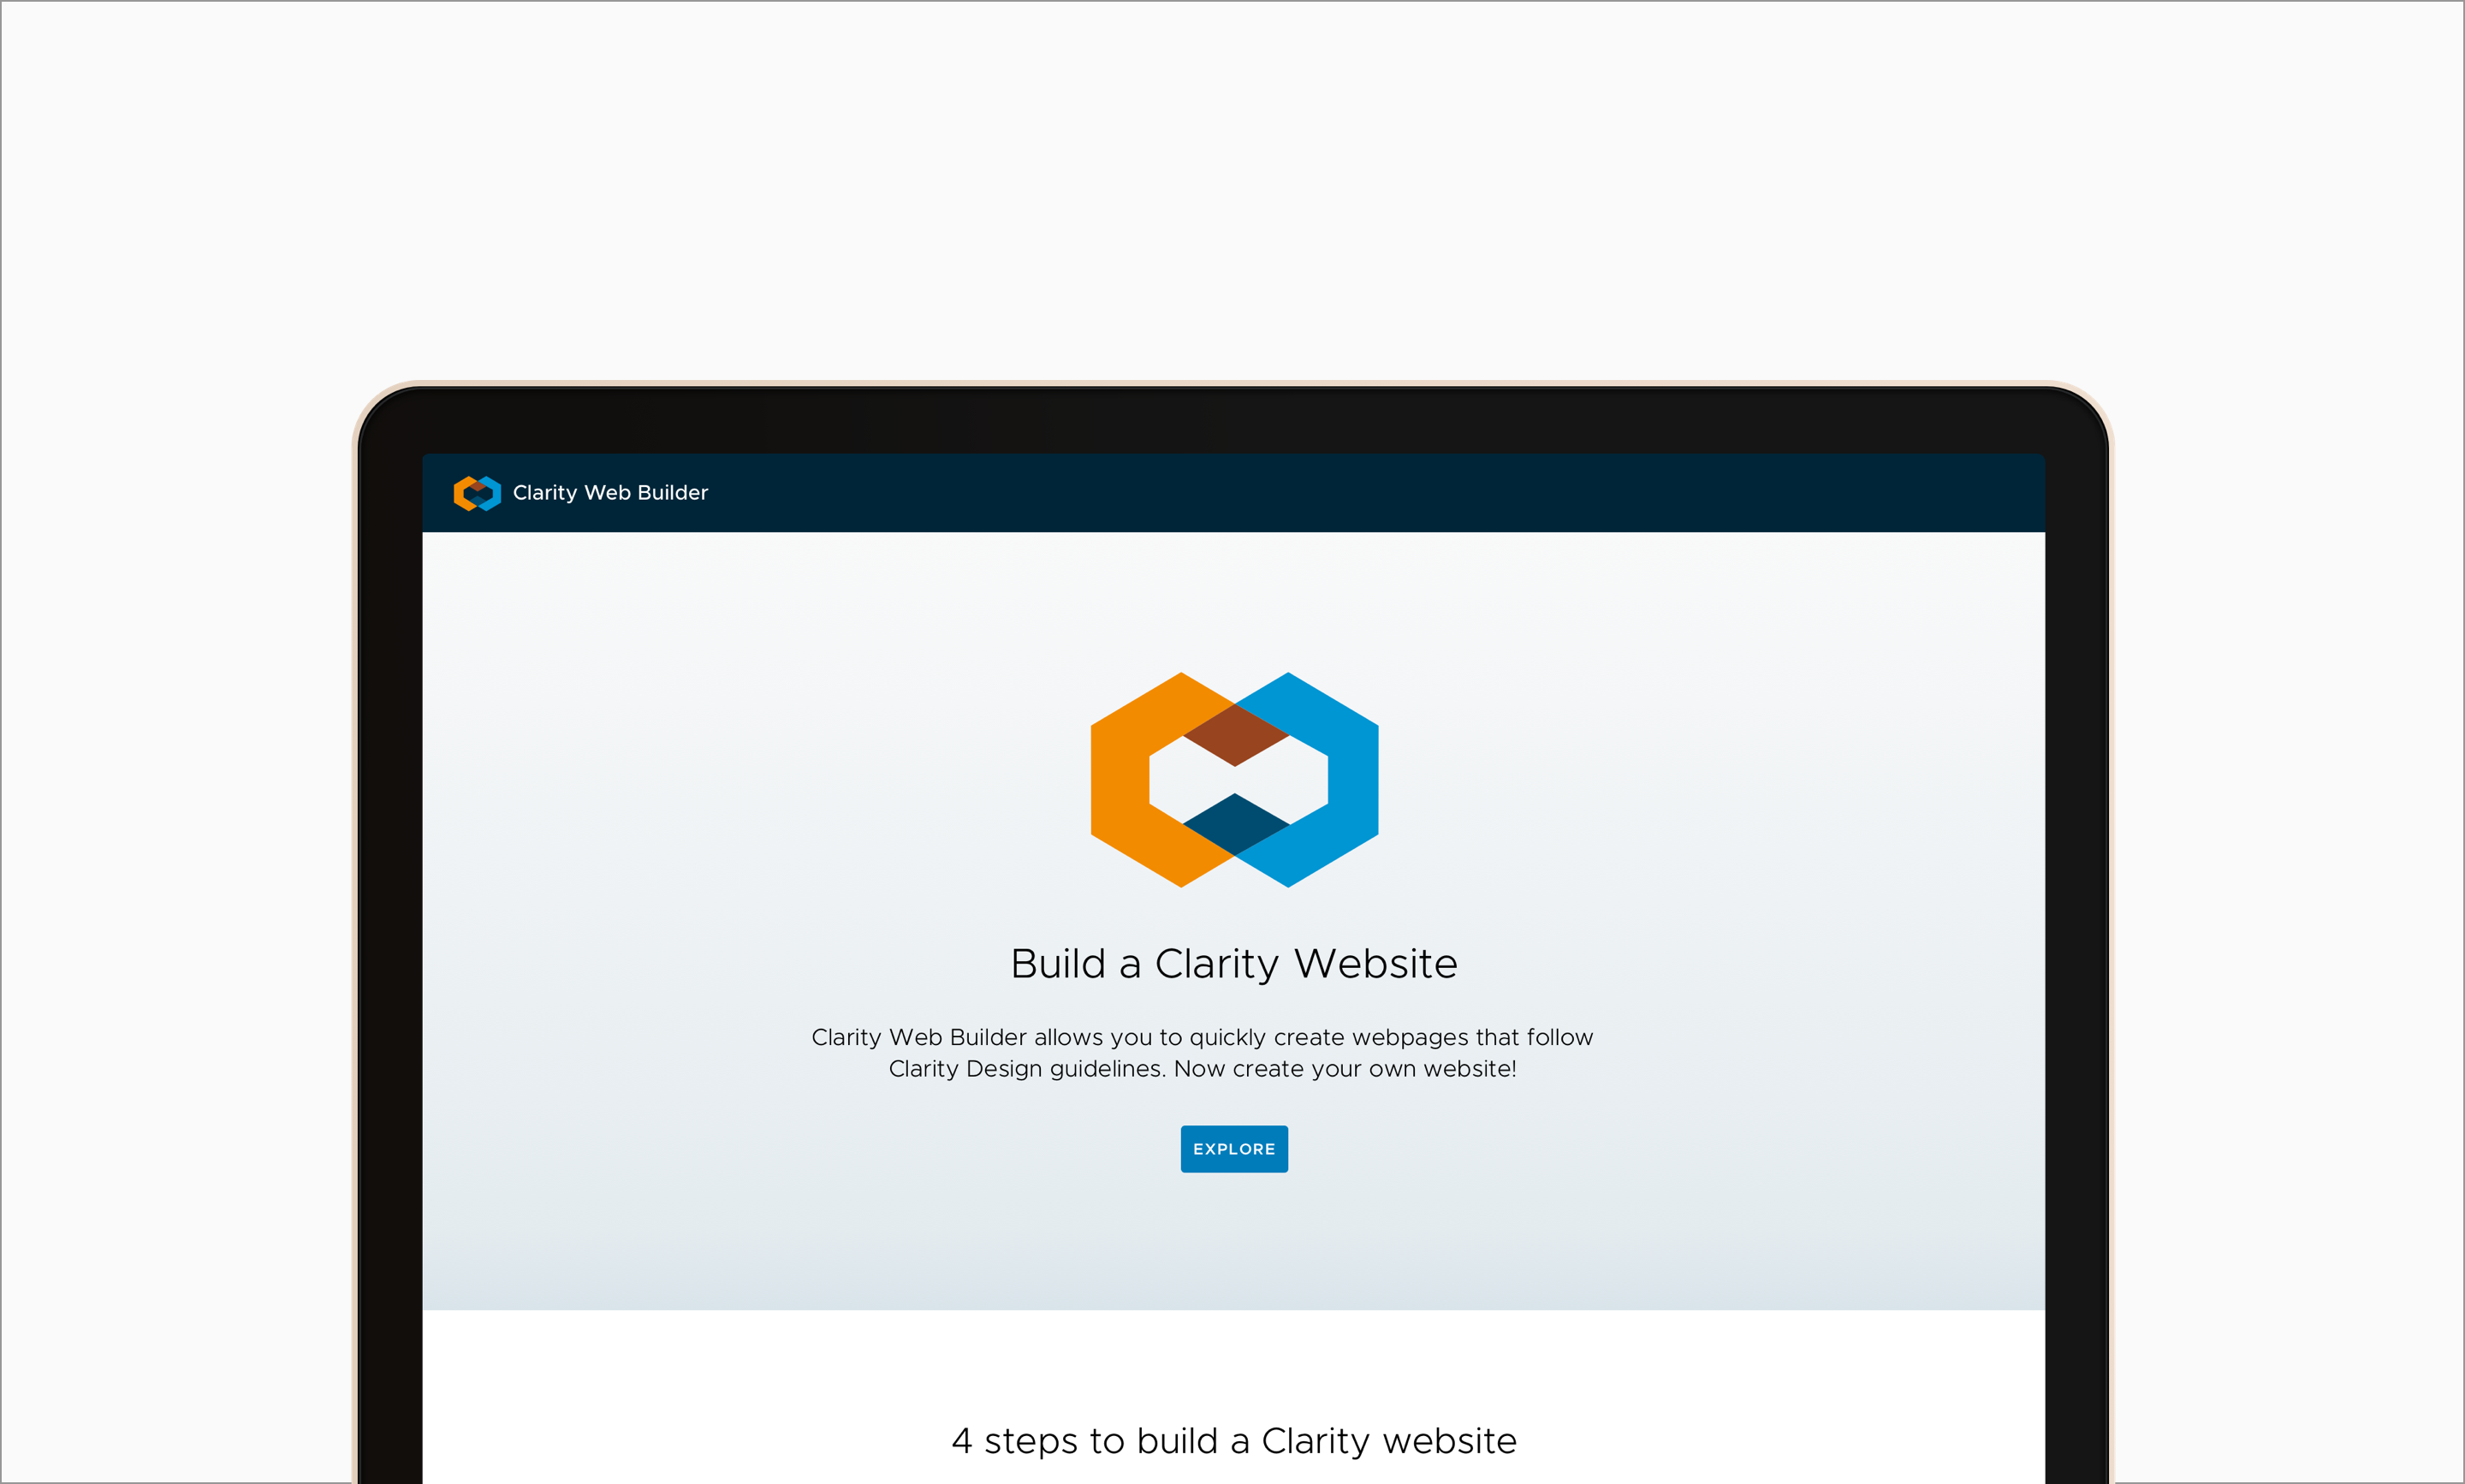 Clarity Web Builder
Build a Clarity Website
Clarity Web Builder allows you to quickly create webpages that follow
Clarity Design guidelines. Now create your own website!
EXPLORE
4 steps to build a Clarity website